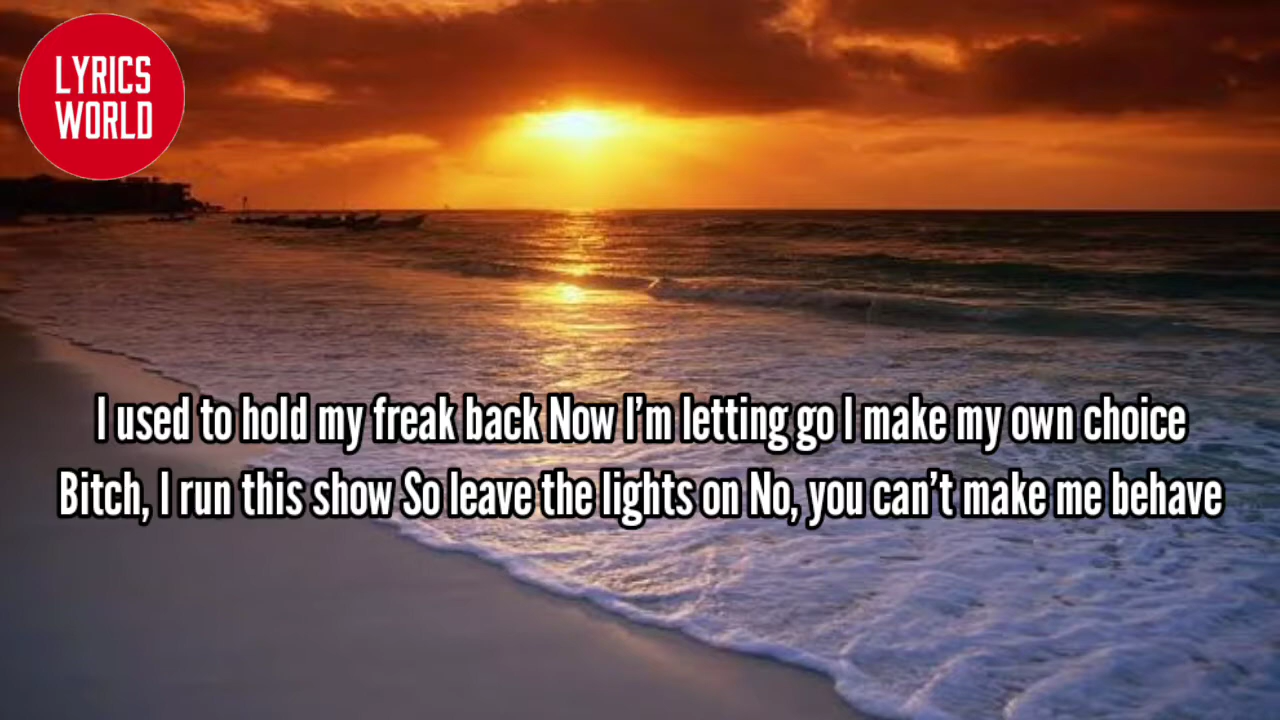 LYRICS
WORLD
I used to hold my freak back Now I'm letting go I make my own choice
Bitch, I run this show So leave the lights on No, you can't make me behave